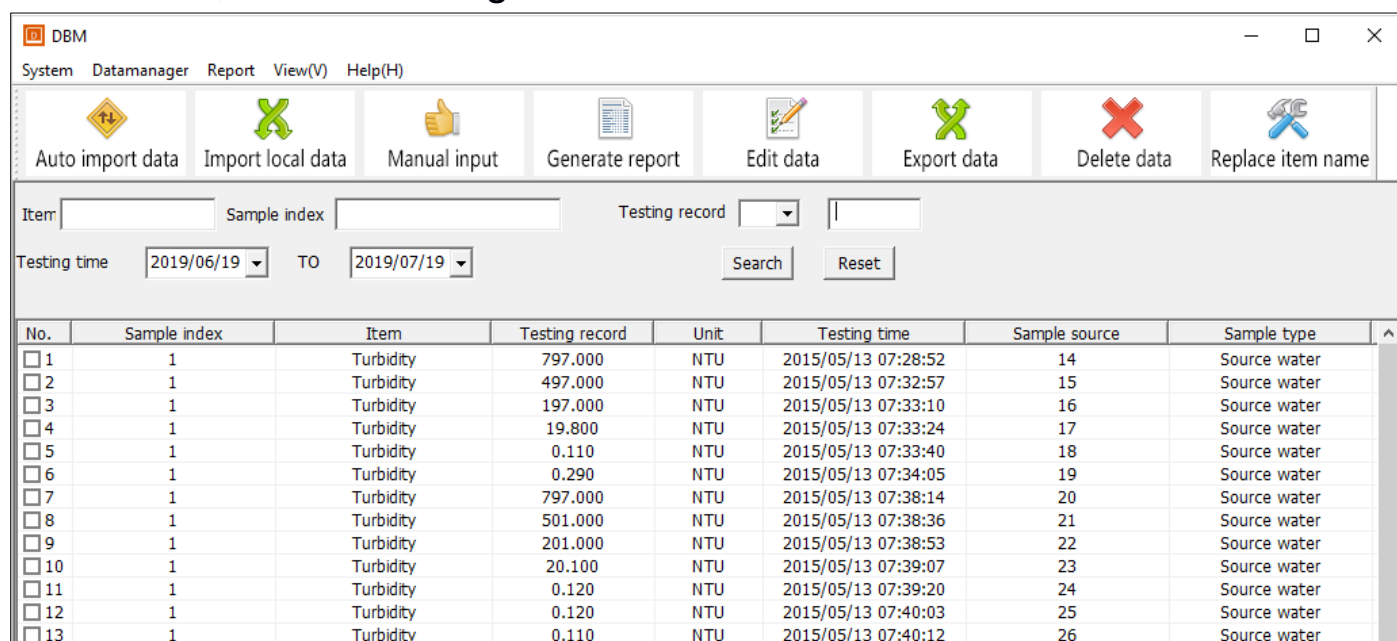 DBM
System Datamanager Report View(V) Help(H)
Auto import data Import local data Manual input Generate report Edit data Export data Delete data Replace item name
Item Sample index Testing record
Testing time 2019/06/19 TO 2019/07/19 Search Reset
No. Sample index Item Testing record Unit Testing time Sample source Sample type
1 1 Turbidity 797.000 NTU 2015/05/13 07:28:52 14 Source water
2 1 Turbidity 497.000 NTU 2015/05/13 07:32:57 15 Source water
3 1 Turbidity 197.000 NTU 2015/05/13 07:33:10 16 Source water
4 1 Turbidity 19.800 NTU 2015/05/13 07:33:24 17 Source water
5 1 Turbidity 0.110 NTU 2015/05/13 07:33:40 18 Source water
6 1 Turbidity 0.290 NTU 2015/05/13 07:34:05 19 Source water
7 1 Turbidity 797.000 NTU 2015/05/13 07:38:14 20 Source water
8 1 Turbidity 501.000 NTU 2015/05/13 07:38:36 21 Source water
9 1 Turbidity 201.000 NTU 2015/05/13 07:38:53 22 Source water
10 1 Turbidity 20.100 NTU 2015/05/13 07:39:07 23 Source water
11 1 Turbidity 0.120 NTU 2015/05/13 07:39:20 24 Source water
12 1 Turbidity 0.120 NTU 2015/05/13 07:40:03 25 Source water
13 1 Turbidity 0.110 NTU 2015/05/13 07:40:12 26 Source water